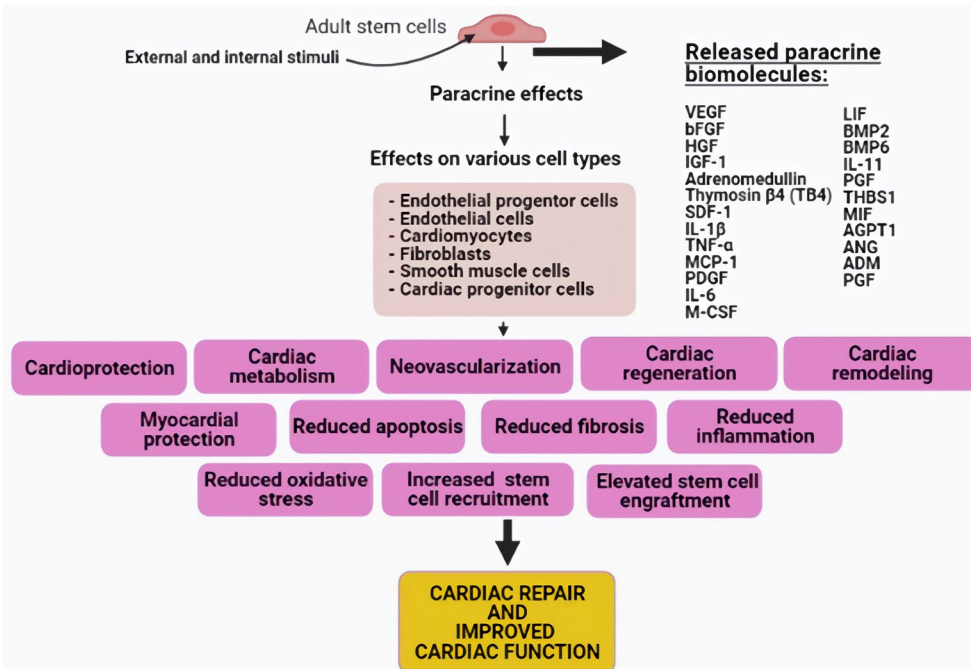 Adult stem cells
External and internal stimuli
Paracrine effects
Effects on various cell types
- Endothelial progentor cells
- Endothelial cells
- Cardiomyocytes
- Fibroblasts
- Smooth muscle cells
- Cardiac progenitor cells
Released paracrine
biomolecules:
VEGF
bFGF
HGF
IGF-1
Adrenomedullin
Thymosin β4 (TB4)
SDF-1
IL-1β
TNF-α
MCP-1
PDGF
IL-6
M-CSF
LIF
BMP2
BMP6
IL-11
PGF
THBS1
MIF
AGPT1
ANG
ADM
PGF
Cardioprotection
Cardiac
metabolism
Neovascularization
Cardiac
regeneration
Cardiac
remodeling
Myocardial
protection
Reduced apoptosis
Reduced fibrosis
Reduced
inflammation
Reduced oxidative
stress
Increased stem
cell recruitment
Elevated stem cell
engraftment
CARDIAC REPAIR
AND
IMPROVED
CARDIAC FUNCTION